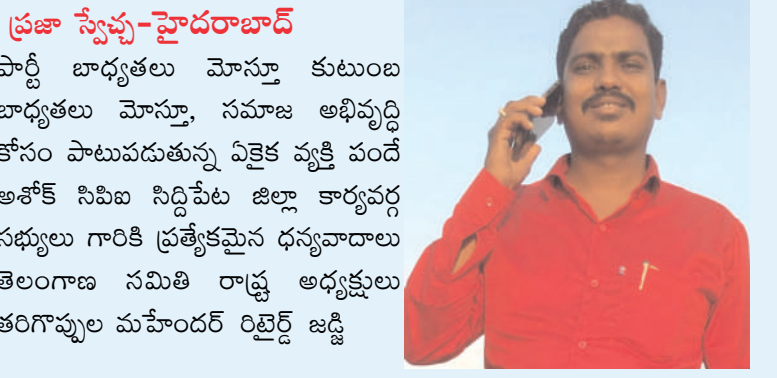 ప్రజా స్వేచ్ఛ-హైదరాబాద్
పార్టీ బాధ్యతలు మోస్తూ కుటుంబ
బాధ్యతలు మోస్తూ, సమాజ అభివృద్ధి
కోసం పాటుపడుతున్న ఏకైక వ్యక్తి పందే
అశోక్ సిపిఐ సిద్దిపేట జిల్లా కార్యవర్గ
సభ్యులు గారికి ప్రత్యేకమైన ధన్యవాదాలు
తెలంగాణ సమితి రాష్ట్ర అధ్యక్షులు
తరిగొప్పుల మహేందర్ రిటైర్డ్ జడ్జి